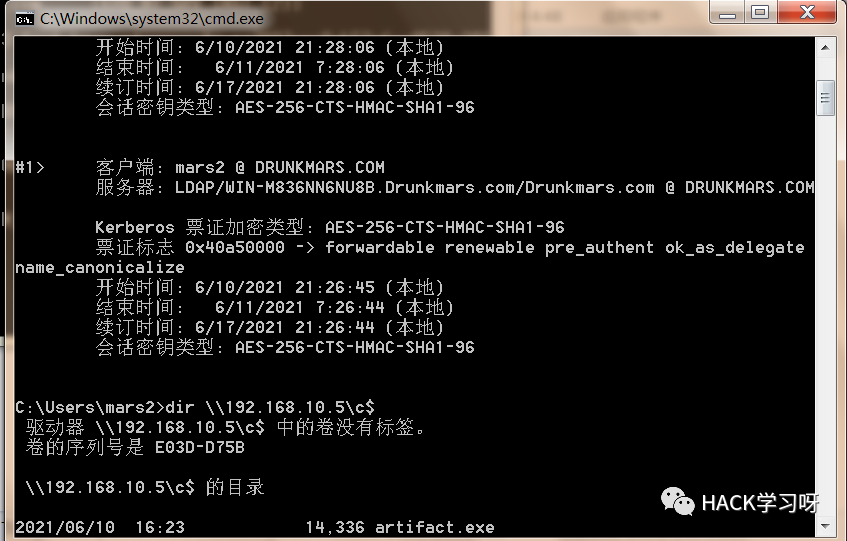 C:\Windows\system32\cmd.exe
开始时间: 6/10/2021 21:28:06 (本地)
结束时间:   6/11/2021 7:28:06 (本地)
续订时间: 6/17/2021 21:28:06 (本地)
会话密钥类型: AES-256-CTS-HMAC-SHA1-96
#1>     客户端: mars2 @ DRUNKMARS.COM
服务器: LDAP/WIN-M836NN6NU8B.Drunkmars.com/Drunkmars.com @ DRUNKMARS.COM
Kerberos 票证加密类型: AES-256-CTS-HMAC-SHA1-96
票证标志 0x40a50000 -> forwardable renewable pre_authent ok_as_delegate
name_canonicalize
开始时间: 6/10/2021 21:26:45 (本地)
结束时间:   6/11/2021 7:26:44 (本地)
续订时间: 6/17/2021 21:26:44 (本地)
会话密钥类型: AES-256-CTS-HMAC-SHA1-96
C:\Users\mars2>dir \\192.168.10.5\c$
驱动器 \\192.168.10.5\c$ 中的卷没有标签。
卷的序列号是 E03D-D75B
\\192.168.10.5\c$ 的目录
2021/06/10  16:23            14,336 artifact.exe
HACK学习呀